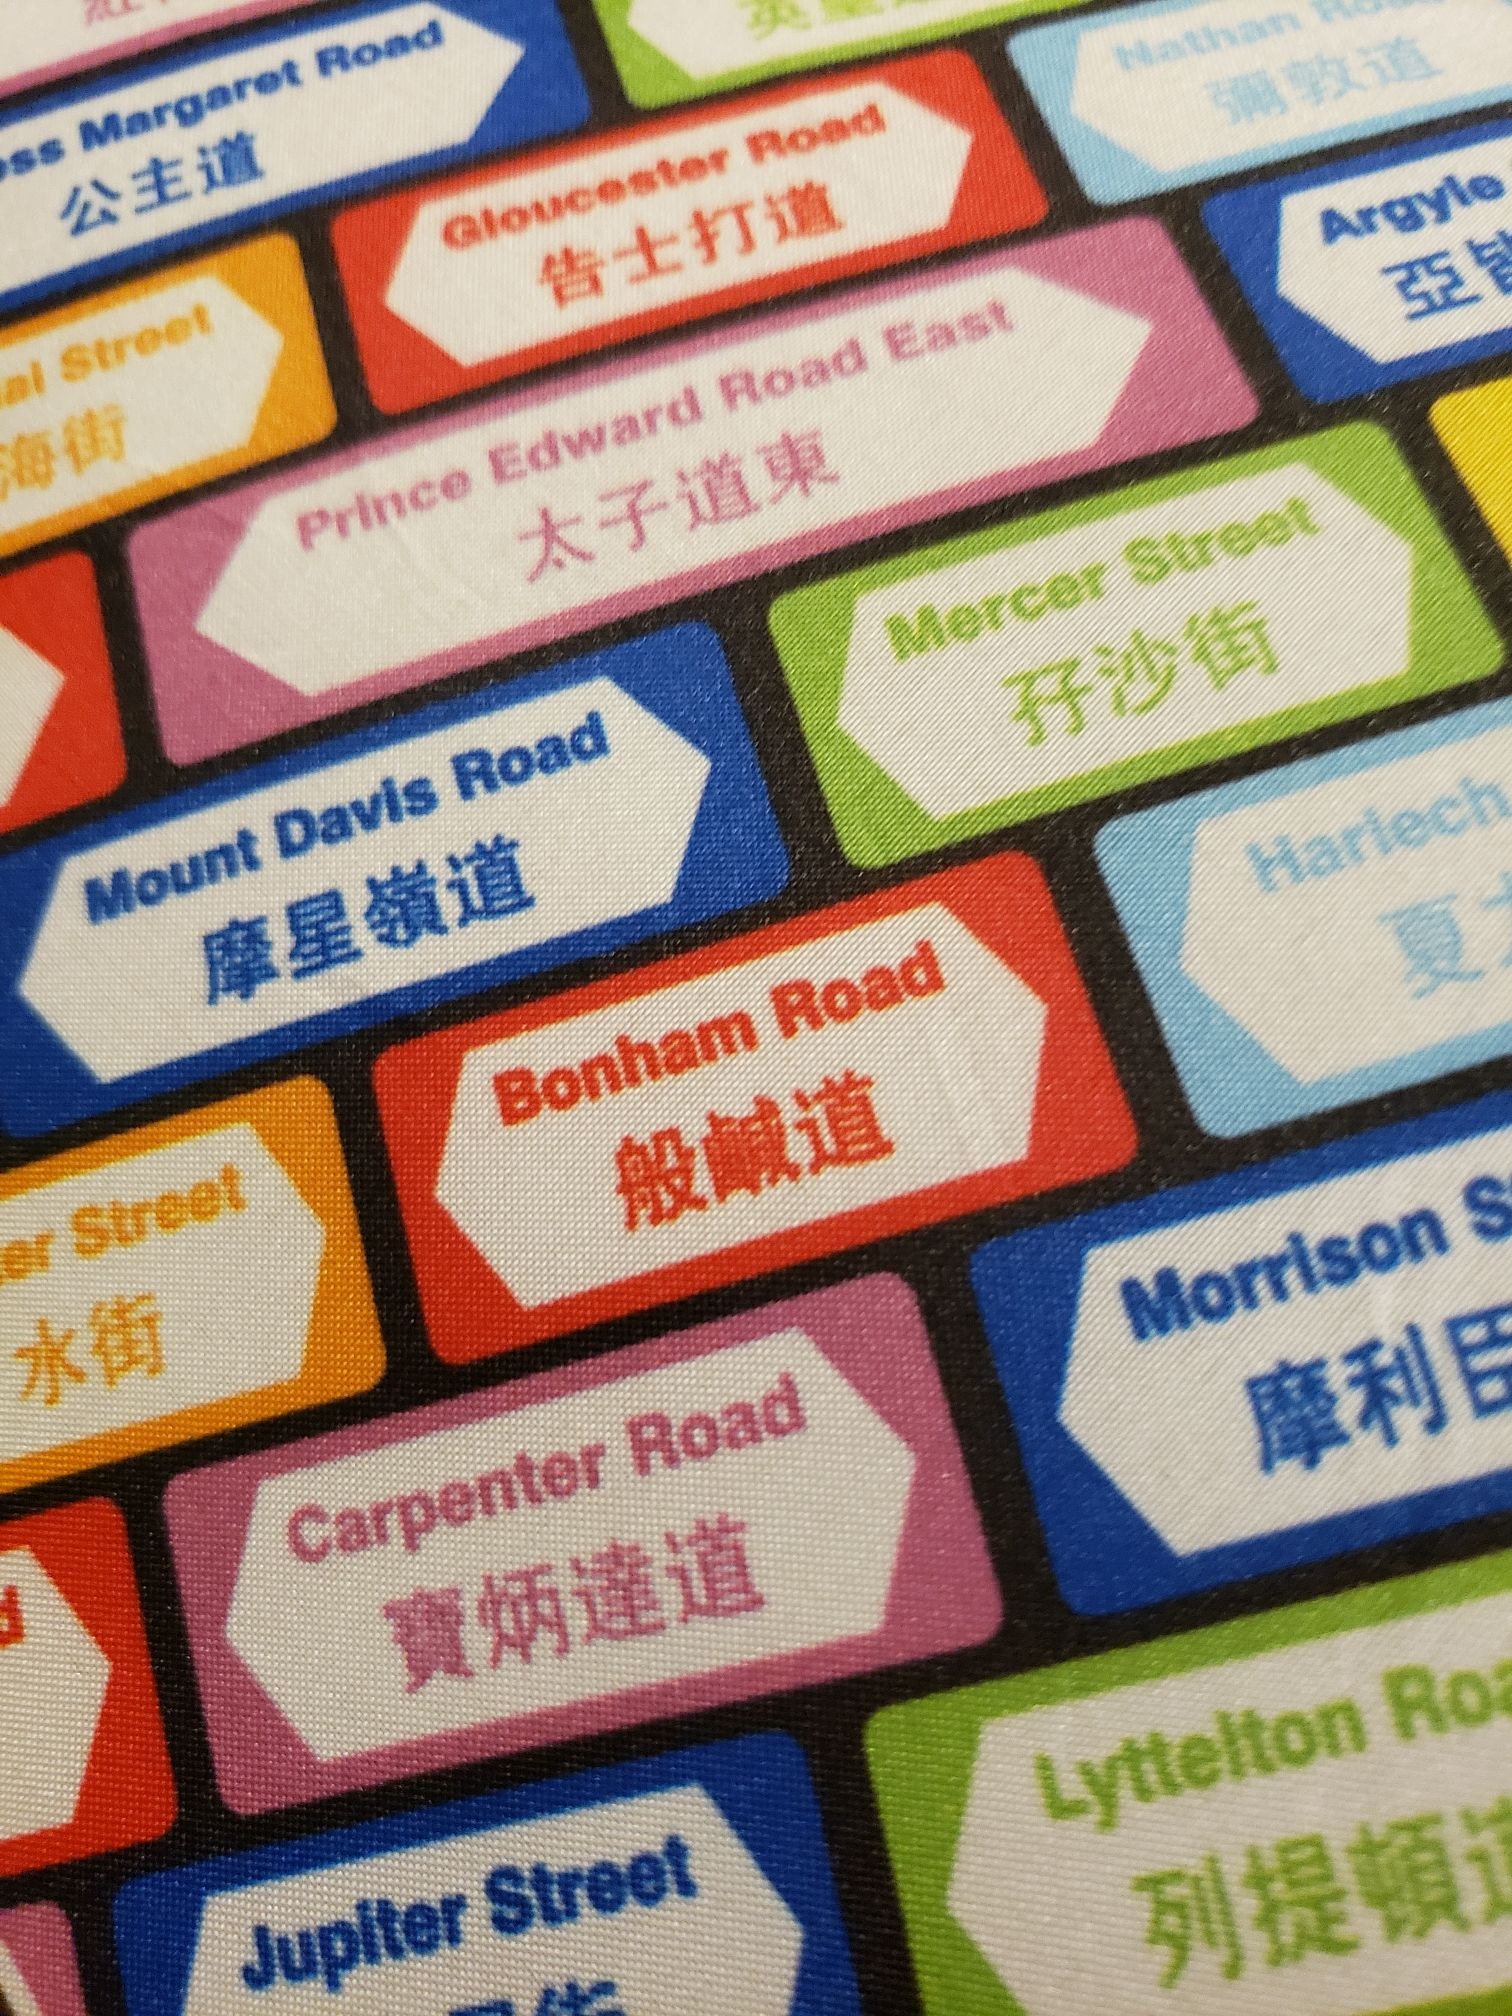 Margaret Road
公主道
Nathan Road
彌敦道
Gloucester Road
告士打道
Argyle
亞
Street
海街
Prince Edward Road East
太子道東
Mercer Street
孖沙街
Mount Davis Road
摩星嶺道
Harlech
夏
Bonham Road
般鹹道
Street
水街
Morrison
摩利臣
Carpenter Road
賈炳達道
Lyttelton Road
列提頓道
Jupiter Street